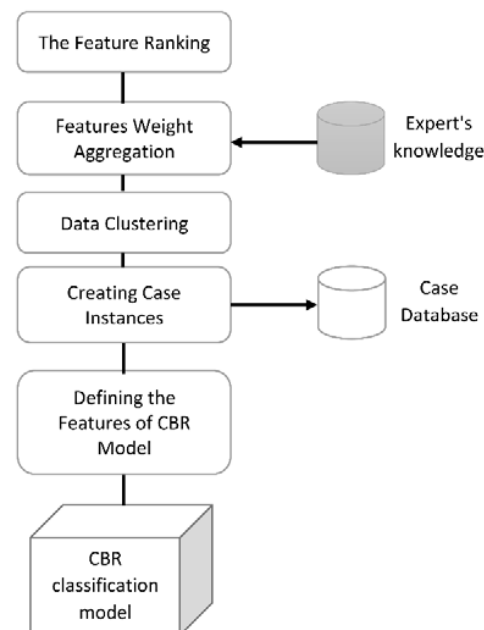 The Feature Ranking
Features Weight
Aggregation
Expert's
knowledge
Data Clustering
Creating Case
Instances
Case
Database
Defining the
Features of CBR
Model
CBR
classification
model